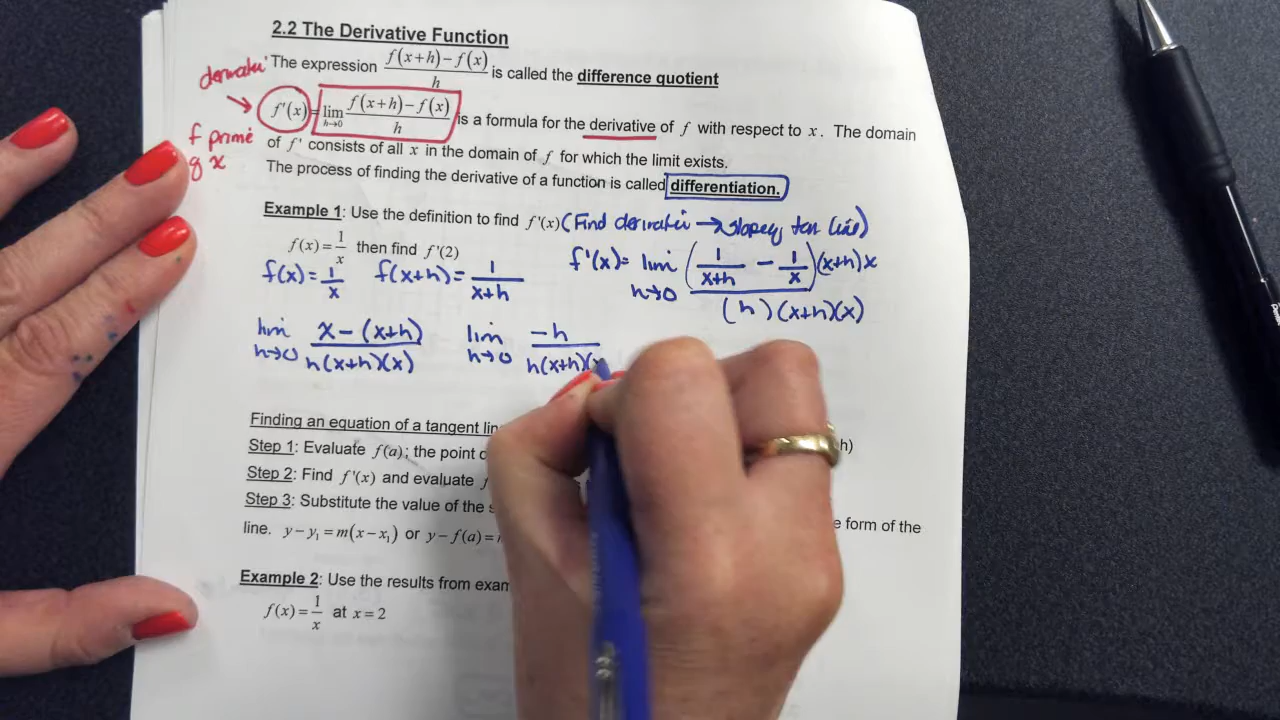 2.2 The Derivative Function
The expression f(x+h)−f(x) / h is called the difference quotient
f'(x) = lim h→0 f(x+h)−f(x) / h is a formula for the derivative of f with respect to x. The domain
f prime
of f' consists of all x in the domain of f for which the limit exists.
x
The process of finding the derivative of a function is called differentiation.
Example 1: Use the definition to find f'(x) (Find → tan line)
f(x) = 1/x then find f'(2)
f'(x) = lim h→0 (1/(x+h) − 1/x)(x+h)x / (h)(x+h)(x)
f(x) = 1/x f(x+h) = 1/(x+h)
lim h→0 x−(x+h) / h(x+h)(x) lim h→0 −h / h(x+h)(x
Finding an equation of a tangent lin
h)
Step 1: Evaluate f(a); the point o
Step 2: Find f'(x) and evaluate
Step 3: Substitute the value of the s
e form of the
line. y−y₁=m(x−x₁) or y−f(a)=
Example 2: Use the results from exam
f(x) = 1/x at x=2